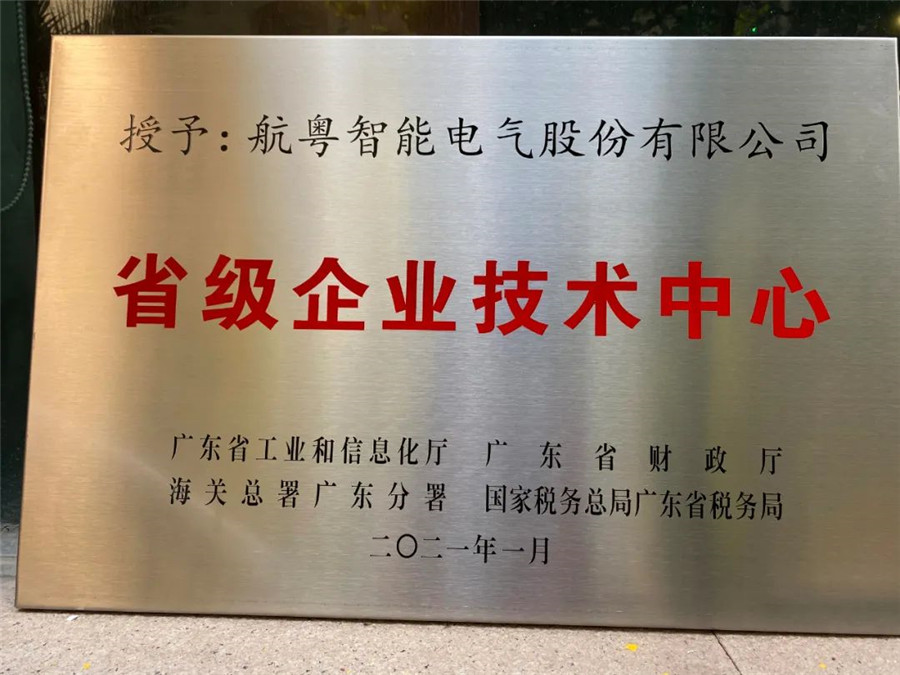 授予：航粤智能电气股份有限公司
省级企业技术中心
广东省工业和信息化厅 广东省财政厅
海关总署广东分署 国家税务总局广东省税务局
二〇二一年一月